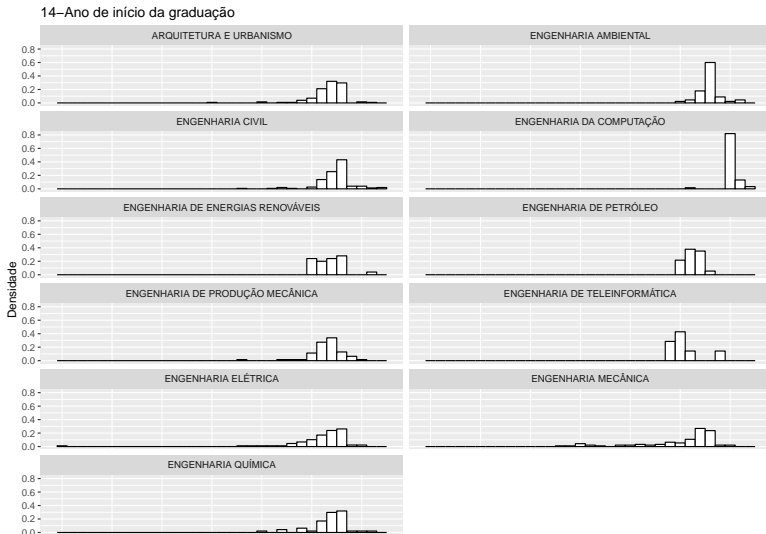 14−Ano de início da graduação
ARQUITETURA E URBANISMO
ENGENHARIA AMBIENTAL
0.8
0.6
0.4
0.2
0.0
ENGENHARIA CIVIL
ENGENHARIA DA COMPUTAÇÃO
0.8
0.6
0.4
0.2
0.0
ENGENHARIA DE ENERGIAS RENOVÁVEIS
ENGENHARIA DE PETRÓLEO
0.8
0.6
0.4
0.2
0.0
Densidade
ENGENHARIA DE PRODUÇÃO MECÂNICA
ENGENHARIA DE TELEINFORMÁTICA
0.8
0.6
0.4
0.2
0.0
ENGENHARIA ELÉTRICA
ENGENHARIA MECÂNICA
0.8
0.6
0.4
0.2
0.0
ENGENHARIA QUÍMICA
0.8
0.6
0.4
0.2
0.0